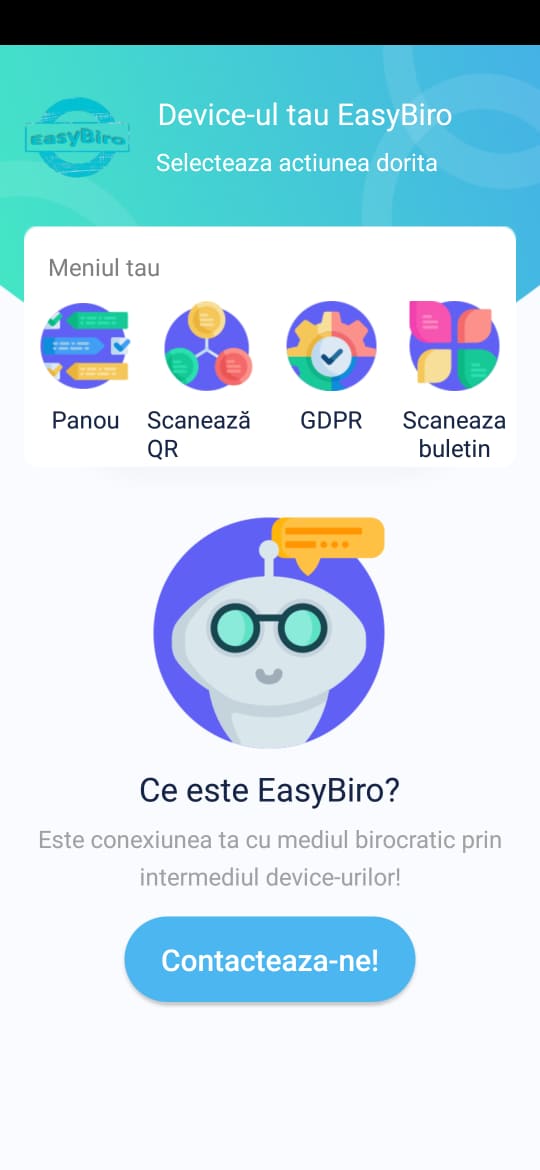 EasyBiro
Device-ul tau EasyBiro
Selecteaza actiunea dorita
Meniul tau
Panou
Scanează
QR
GDPR
Scaneaza
buletin
Ce este EasyBiro?
Este conexiunea ta cu mediul birocratic prin
intermediul device-urilor!
Contacteaza-ne!